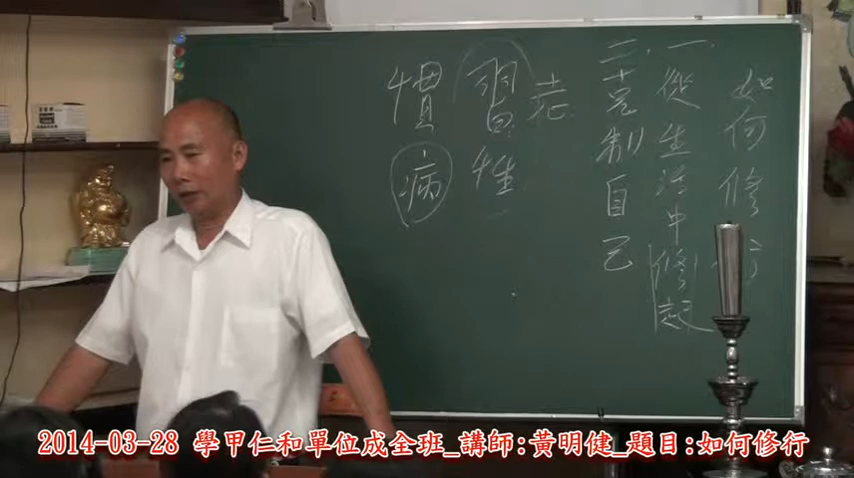 如何修行
一、從生活中修起
二、克制自己
老
習性
慣病
2014-03-28 學甲仁和單位成全班_講師:黃明健_題目:如何修行